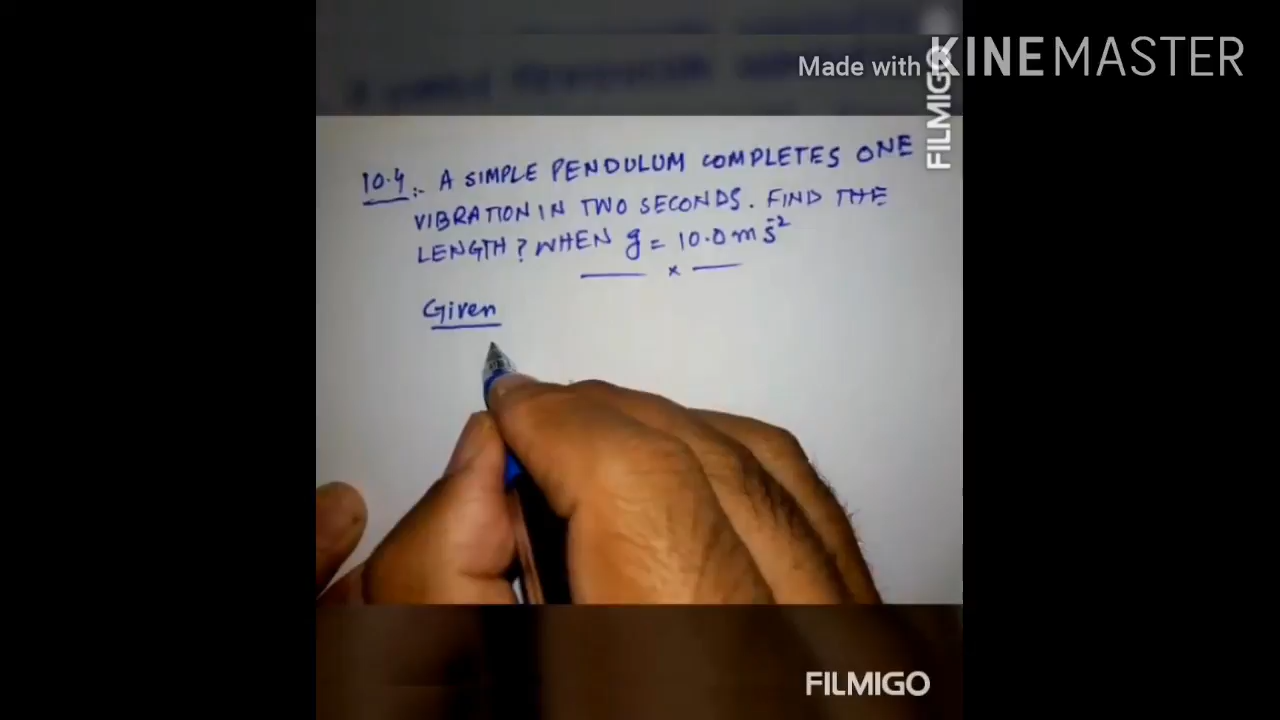 Made with KINEMASTER
FILMIGO
10.4:- A SIMPLE PENDULUM COMPLETES ONE
VIBRATION IN TWO SECONDS. FIND THE
LENGTH? WHEN g = 10.0 m s⁻²
—— × ——
Given
FILMIGO